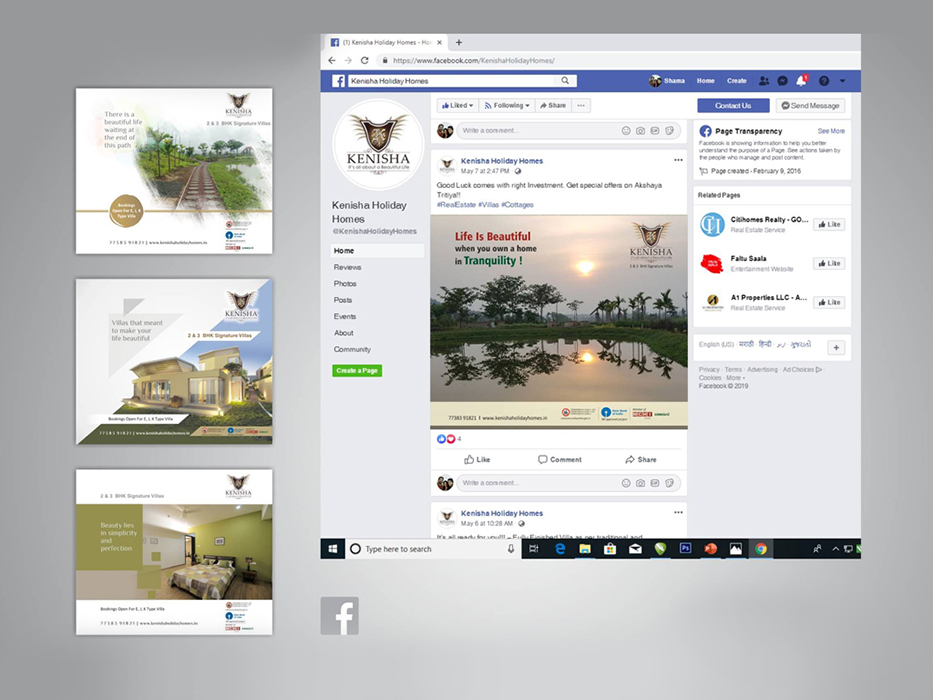 There is a
beautiful life
waiting at
the end of
this path
KENISHA
2 & 3 BHK Signature Villas
Bookings
Open For E, L K
Type Villa
77383 91821 | www.kenishaholidayhomes.in
Villas that meant
to make your
life beautiful.
KENISHA
2 & 3 BHK Signature Villas
Bookings Open For E, L K Type Villa
77383 91821 | www.kenishaholidayhomes.in
2 & 3 BHK Signature Villas
KENISHA
Beauty lies
in simplicity
and
perfection
Bookings Open For E, L K Type Villa
77383 91821 | www.kenishaholidayhomes.in
(1) Kenisha Holiday Homes - Ho
https://www.facebook.com/KenishaHolidayHomes/
Kenisha Holiday Homes
Shama Home Create
KENISHA
It's all about a Beautiful Life
Kenisha Holiday
Homes
@KenishaHolidayHomes
Home
Reviews
Photos
Posts
Events
About
Community
Create a Page
Liked Following Share ...
Write a comment...
Kenisha Holiday Homes
May 7 at 2:47 PM
Good Luck comes with right Investment. Get special offers on Akshaya
Tritiya!!
#RealEstate #Villas #Cottages
Life Is Beautiful
when you own a home
in Tranquility !
KENISHA
2 & 3 BHK Signature Villas
77383 91821 | www.kenishaholidayhomes.in
4
Like Comment Share
Write a comment...
Kenisha Holiday Homes
May 6 at 10:28 AM
It's all ready for you!!! – Fully Finished Villa as per traditional and
Contact Us Send Message
Page Transparency See More
Facebook is showing information to help you better
understand the purpose of a Page. See actions taken by
the people who manage and post content.
Page created - February 9, 2016
Related Pages
Citihomes Realty - GO...
Real Estate Service
Like
Faltu Saala
Entertainment Website
Like
A1 Properties LLC - A...
Real Estate Service
Like
English (US) · मराठी · हिन्दी · اردو · ગુજરાતી
Privacy · Terms · Advertising · Ad Choices ·
Cookies · More
Facebook © 2019
Type here to search